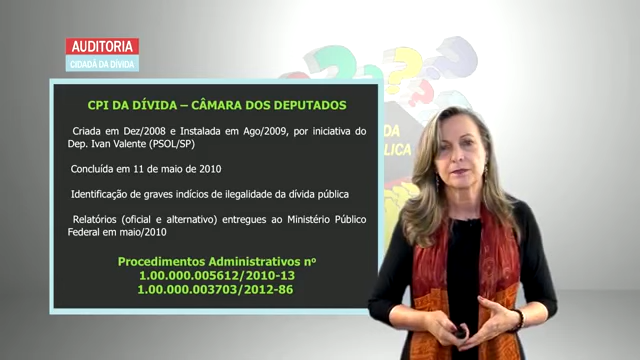 AUDITORIA
CIDADÃ DA DÍVIDA
CPI DA DÍVIDA – CÂMARA DOS DEPUTADOS
Criada em Dez/2008 e Instalada em Ago/2009, por iniciativa do
Dep. Ivan Valente (PSOL/SP)
Concluída em 11 de maio de 2010
Identificação de graves indícios de ilegalidade da dívida pública
Relatórios (oficial e alternativo) entregues ao Ministério Público
Federal em maio/2010
Procedimentos Administrativos nº
1.00.000.005612/2010-13
1.00.000.003703/2012-86